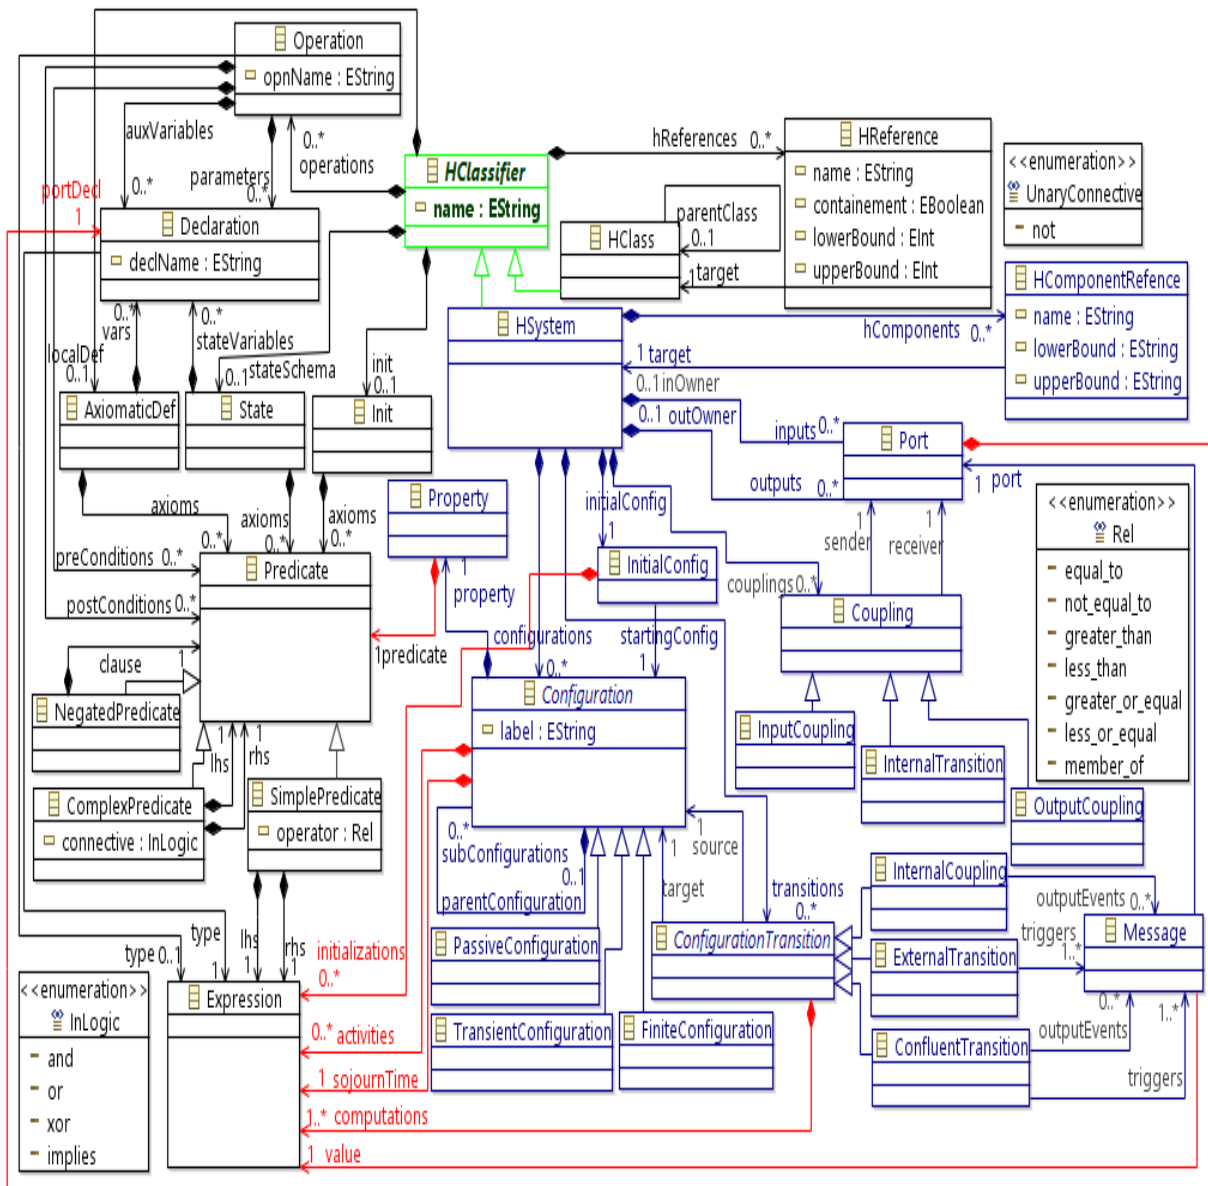 Operation
opnName : EString
auxVariables
0..*
parameters
0..*
0..*
operations
HClassifier
name : EString
hReferences 0..*
HReference
name : EString
containement : EBoolean
lowerBound : EInt
upperBound : EInt
<<enumeration>>
UnaryConnective
not
portDecl
1
Declaration
declName : EString
parentClass
0..1
HClass
1
target
HComponentRefence
name : EString
lowerBound : EString
upperBound : EString
HSystem
hComponents 0..*
1 target
0..1 inOwner
0..1 outOwner
0..*
vars
0..*
stateVariables
localDef
0..1
0..1 stateSchema
init
0..1
AxiomaticDef
State
Init
inputs 0..*
outputs 0..*
Port
1 port
<<enumeration>>
Rel
equal_to
not_equal_to
greater_than
less_than
greater_or_equal
less_or_equal
member_of
axioms
0..*
axioms
0..*
axioms
0..*
Property
initialConfig
1
InitialConfig
1
sender
1
receiver
preConditions 0..*
Predicate
postConditions 0..*
1
property
couplings 0..*
Coupling
configurations
0..*
startingConfig
1
1predicate
clause
1
NegatedPredicate
Configuration
label : EString
InputCoupling
InternalTransition
OutputCoupling
1
lhs
1
rhs
ComplexPredicate
connective : InLogic
SimplePredicate
operator : Rel
0..*
subConfigurations
0..1
parentConfiguration
1
source
1
target
transitions
0..*
InternalCoupling
outputEvents
0..*
PassiveConfiguration
ConfigurationTransition
ExternalTransition
triggers
1..*
Message
type 0..1
type
1
lhs
1
rhs
1
initializations
0..*
<<enumeration>>
InLogic
and
or
xor
implies
Expression
TransientConfiguration
FiniteConfiguration
ConfluentTransition
0..*
outputEvents
1..*
triggers
0..* activities
1 sojournTime
1..* computations
1 value